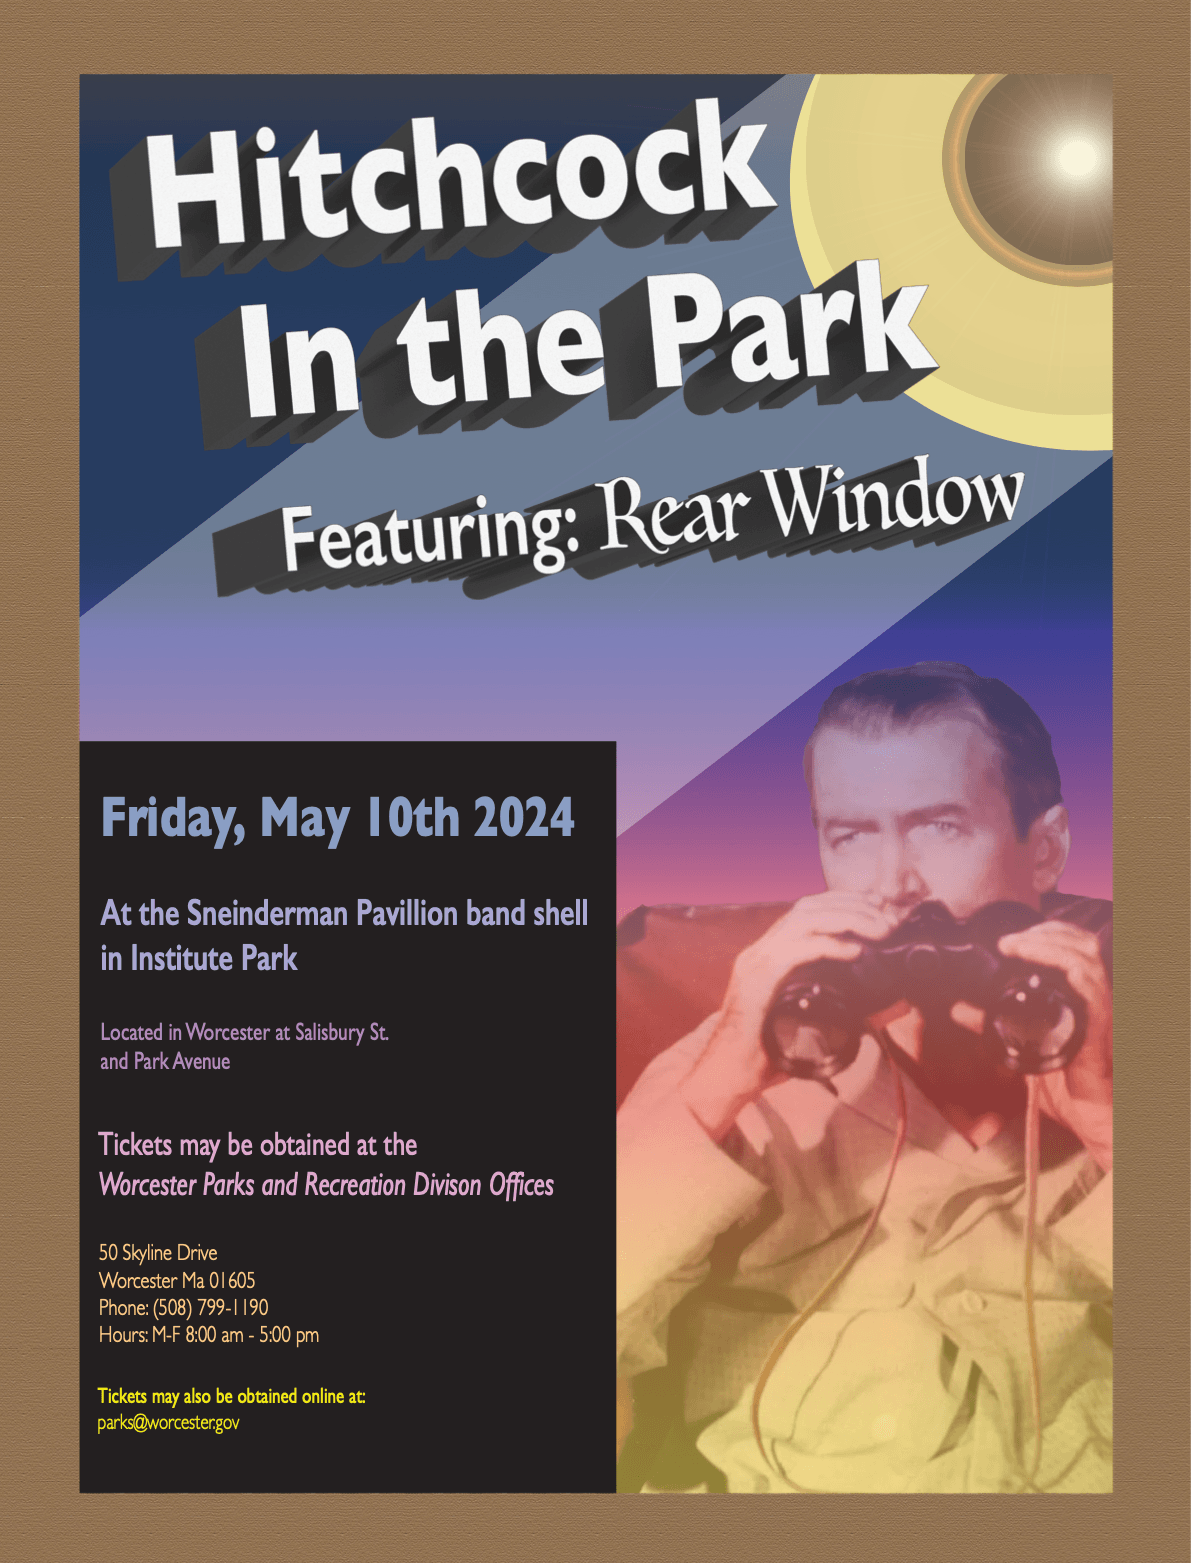 Hitchcock
In the Park
Featuring: Rear Window
Friday, May 10th 2024
At the Sneinderman Pavillion band shell
in Institute Park
Located in Worcester at Salisbury St.
and Park Avenue
Tickets may be obtained at the
Worcester Parks and Recreation Divison Offices
50 Skyline Drive
Worcester Ma 01605
Phone: (508) 799-1190
Hours: M-F 8:00 am - 5:00 pm
Tickets may also be obtained online at:
parks@worcester.gov